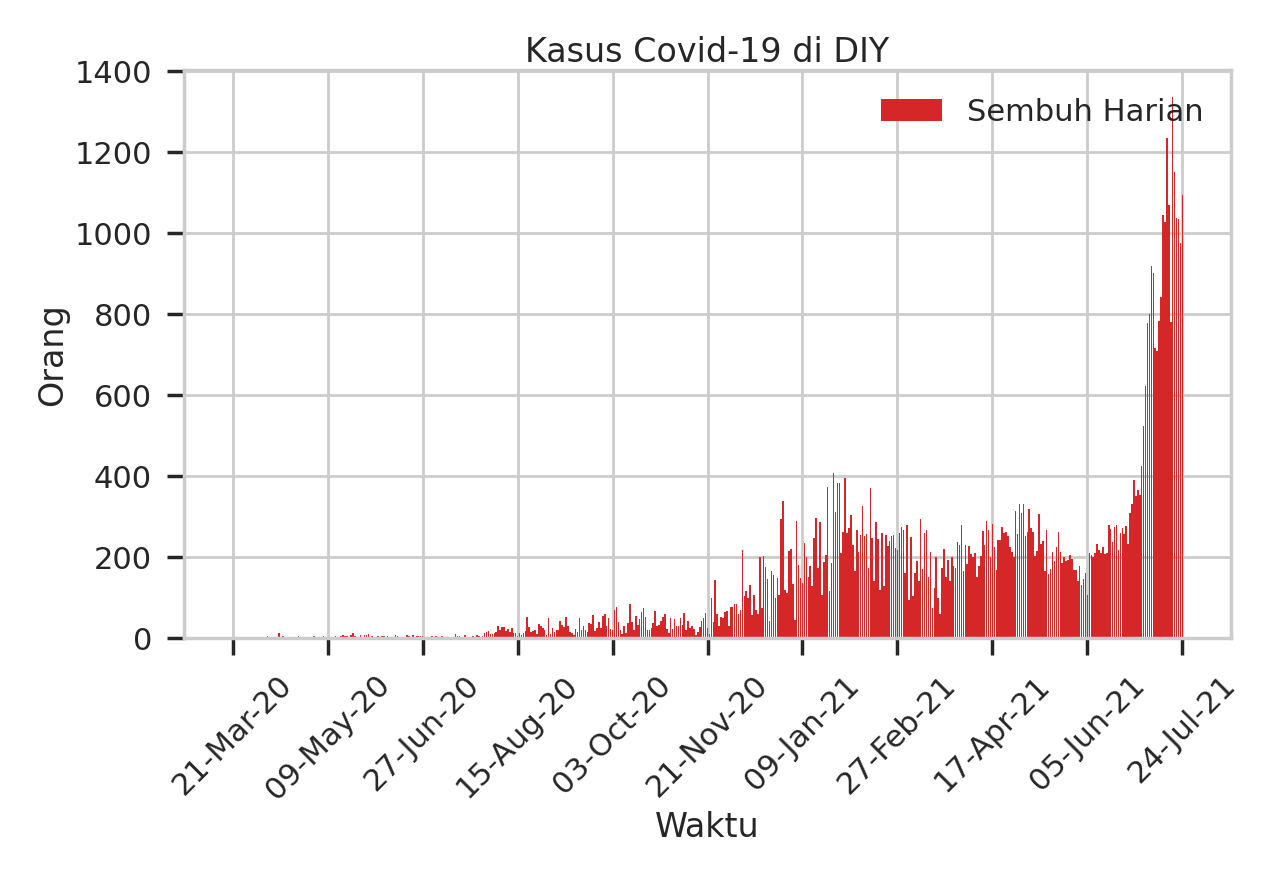 Kasus Covid-19 di DIY
Sembuh Harian
Orang
1400
1200
1000
800
600
400
200
0
21-Mar-20
09-May-20
27-Jun-20
15-Aug-20
03-Oct-20
21-Nov-20
09-Jan-21
27-Feb-21
17-Apr-21
05-Jun-21
24-Jul-21
Waktu